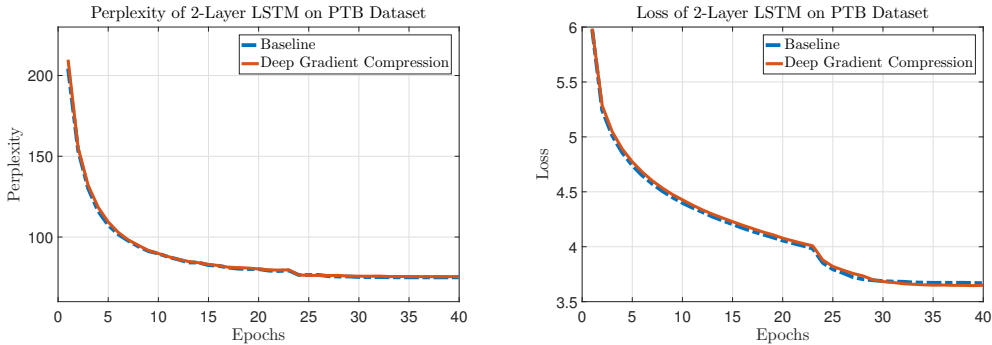 Perplexity of 2-Layer LSTM on PTB Dataset
Baseline
Deep Gradient Compression
200
150
100
Perplexity
0 5 10 15 20 25 30 35 40
Epochs
Loss of 2-Layer LSTM on PTB Dataset
Baseline
Deep Gradient Compression
6
5.5
5
4.5
4
3.5
Loss
0 5 10 15 20 25 30 35 40
Epochs